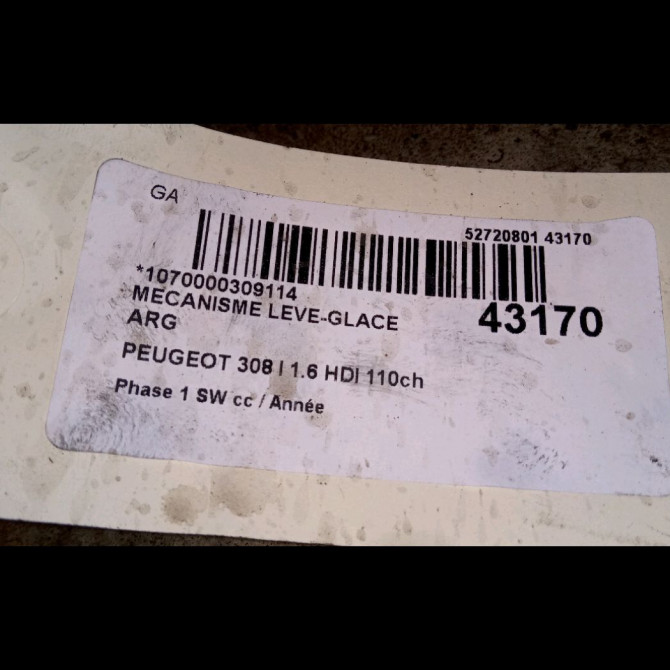 GA
52720801 43170
*1070000309114
MECANISME LEVE-GLACE
ARG
43170
PEUGEOT 308 I 1.6 HDI 110ch
Phase 1 SW cc / Année